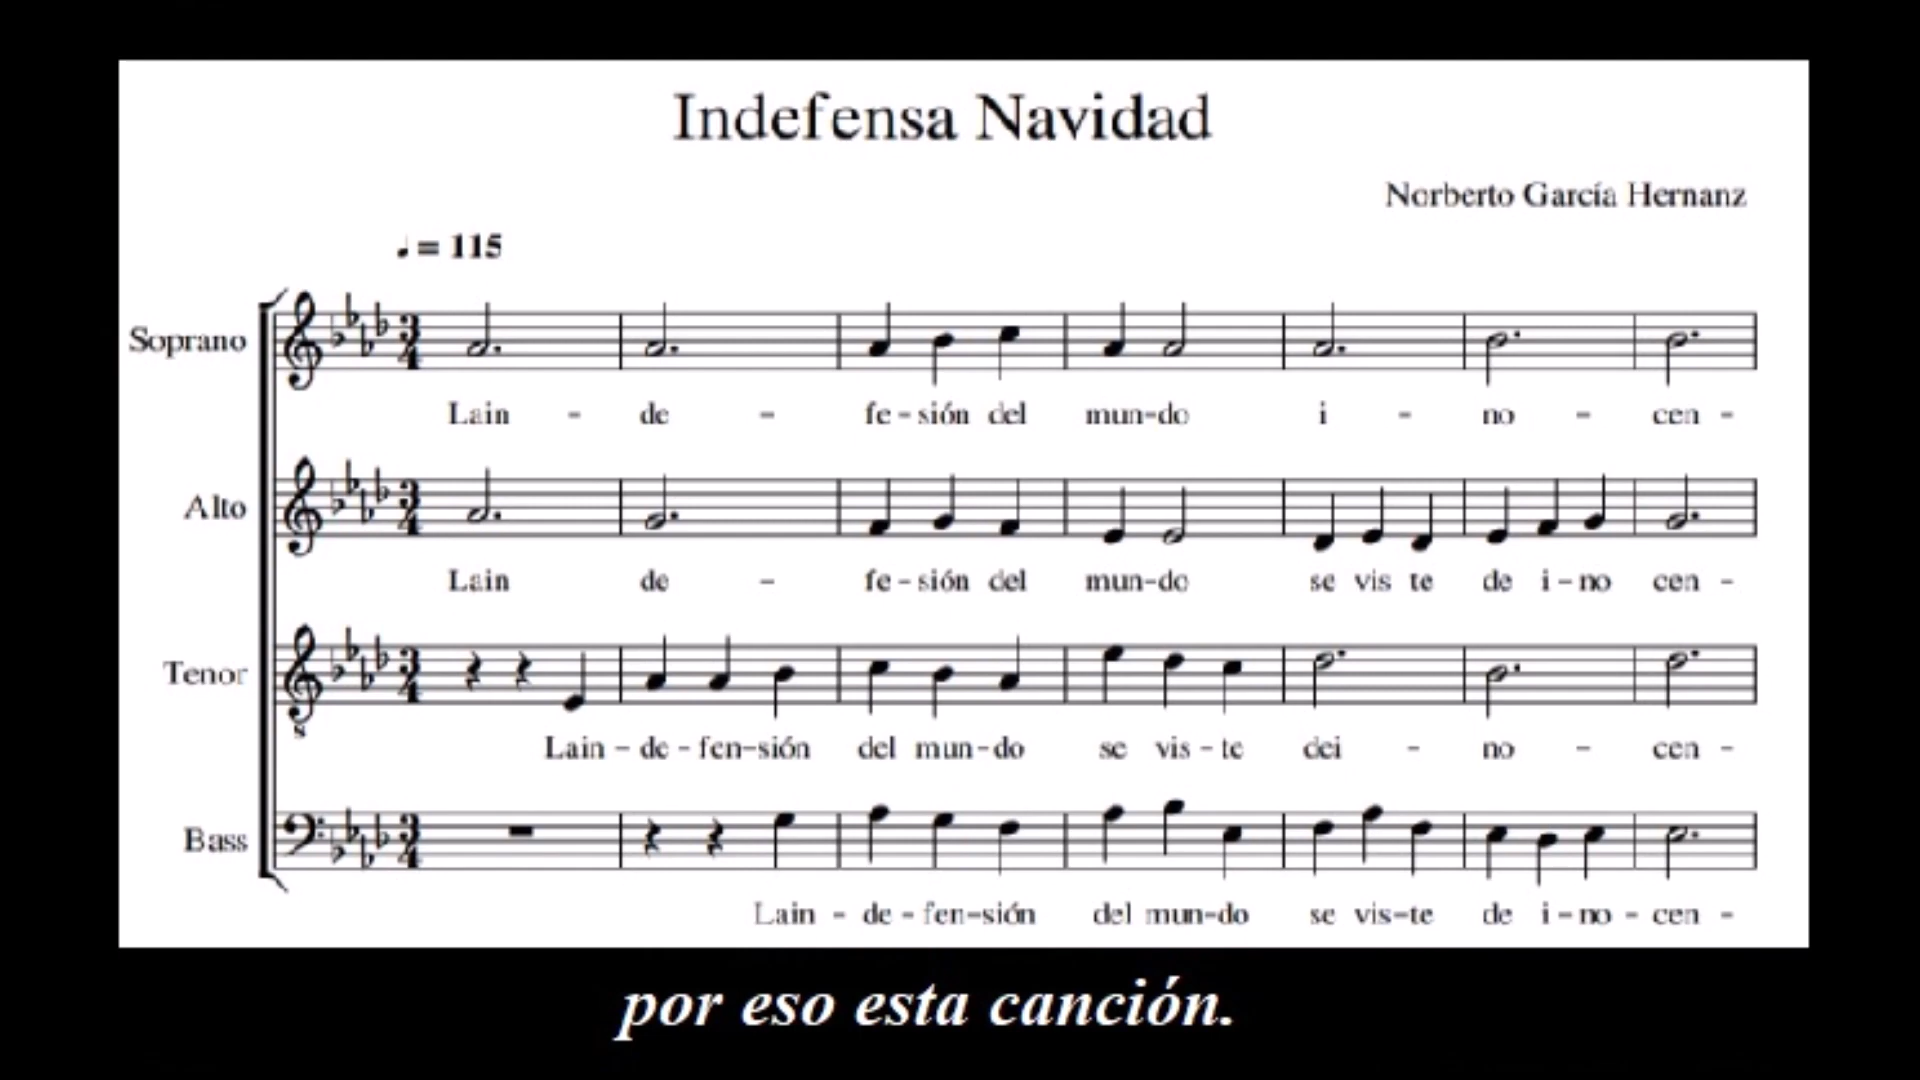 Indefensa Navidad
Norberto García Hernanz
♩ = 115
Soprano
Lain - de - fe - sión del mun-do i - no - cen -
Alto
Lain de - fe - sión del mun-do se vis te de i - no cen -
Tenor
Lain - de - fen-sión del mun - do se vis - te dei - no - cen -
Bass
Lain - de - fen-sión del mun-do se vis-te de i - no - cen -
por eso esta canción.